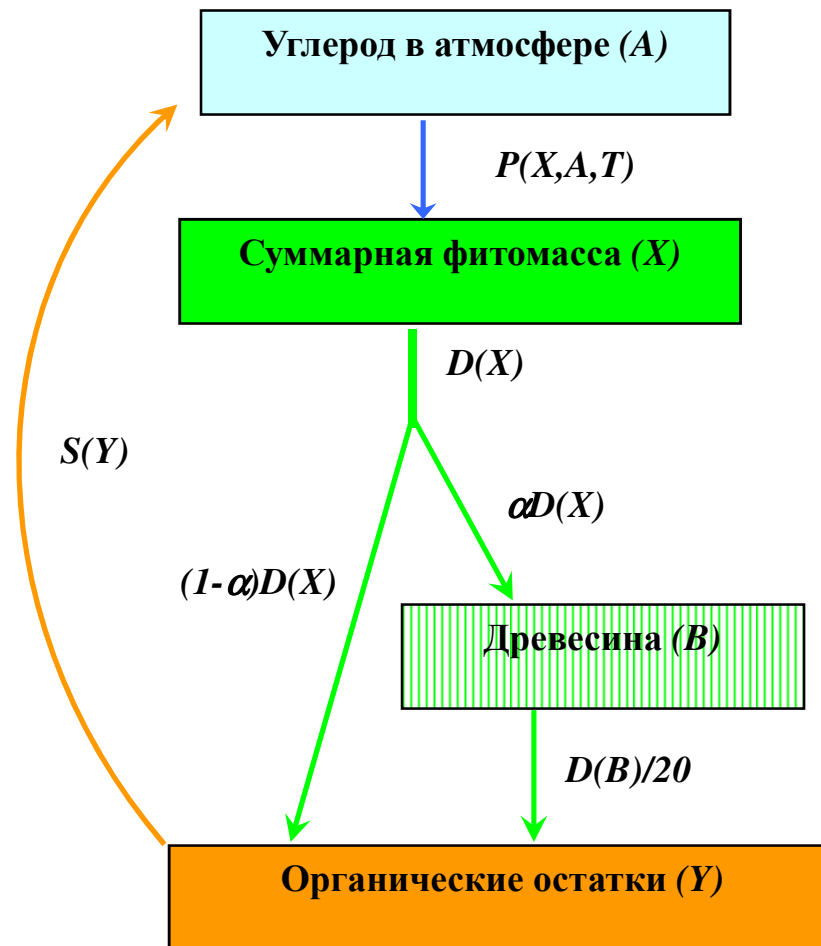 Углерод в атмосфере (A)
P(X,A,T)
Суммарная фитомасса (X)
D(X)
S(Y)
αD(X)
(1-α)D(X)
Древесина (B)
D(B)/20
Органические остатки (Y)